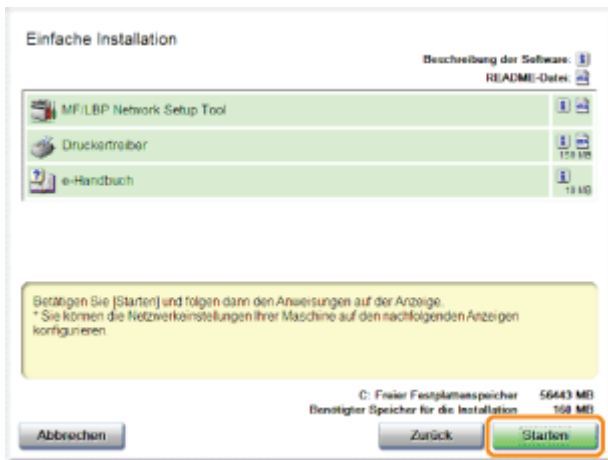 Einfache Installation
Beschreibung der Software:
README-Datei:
MF/LBP Network Setup Tool
Druckertreiber
150 MB
e-Handbuch
10 MB
Betätigen Sie [Starten] und folgen dann den Anweisungen auf der Anzeige.
* Sie können die Netzwerkeinstellungen Ihrer Maschine auf den nachfolgenden Anzeigen
konfigurieren.
C: Freier Festplattenspeicher 56443 MB
Benötigter Speicher für die Installation 160 MB
Abbrechen Zurück Starten